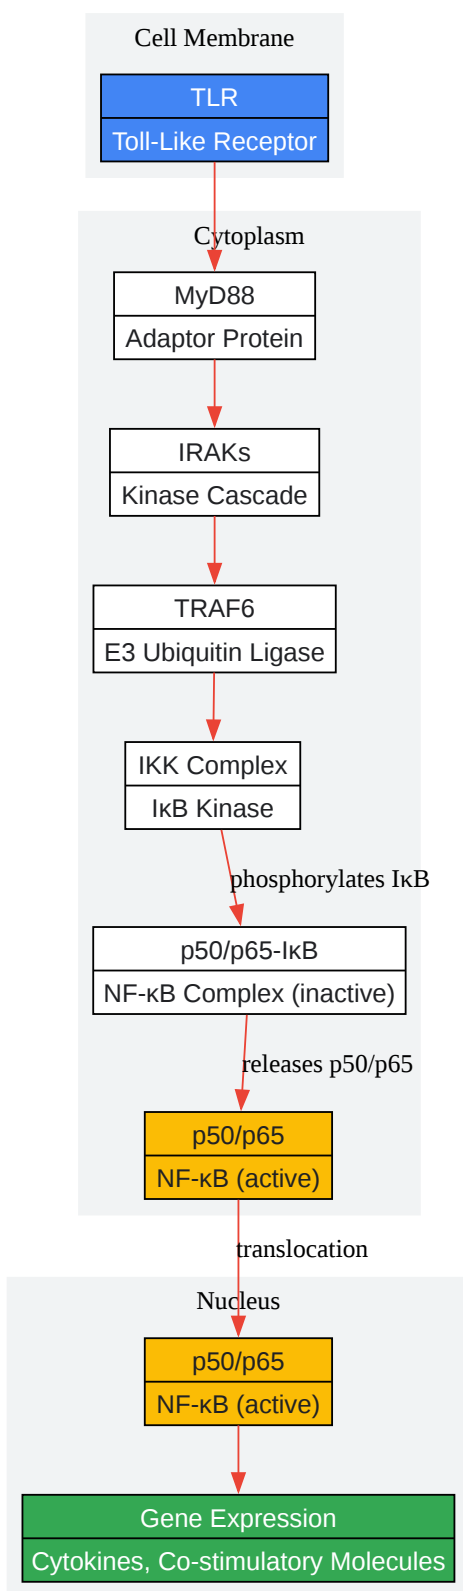 Cell Membrane
TLR
Toll-Like Receptor
Cytoplasm
MyD88
Adaptor Protein
IRAKs
Kinase Cascade
TRAF6
E3 Ubiquitin Ligase
IKK Complex
IκB Kinase
phosphorylates IκB
p50/p65-IκB
NF-κB Complex (inactive)
releases p50/p65
p50/p65
NF-κB (active)
translocation
Nucleus
p50/p65
NF-κB (active)
Gene Expression
Cytokines, Co-stimulatory Molecules